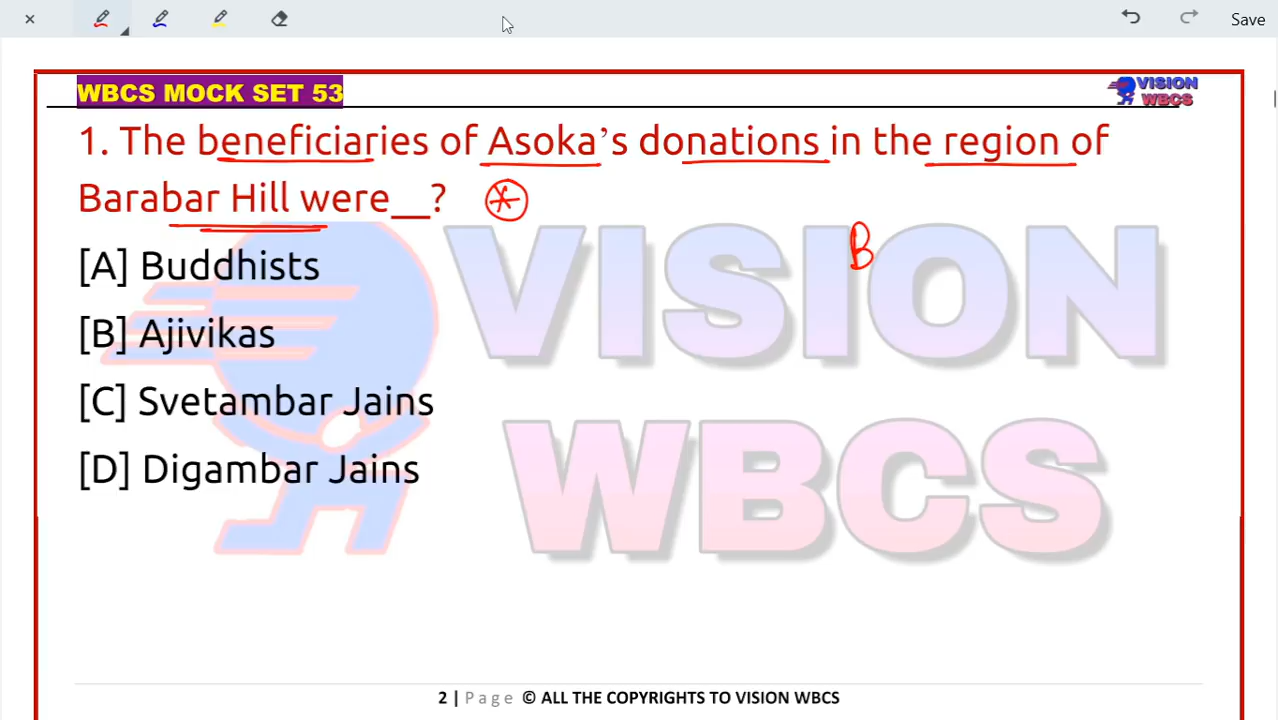 Save
WBCS MOCK SET 53
VISION
WBCS
1. The beneficiaries of Asoka’s donations in the region of
Barabar Hill were__?
B
[A] Buddhists
[B] Ajivikas
[C] Svetambar Jains
[D] Digambar Jains
VISION
WBCS
2 | Page © ALL THE COPYRIGHTS TO VISION WBCS